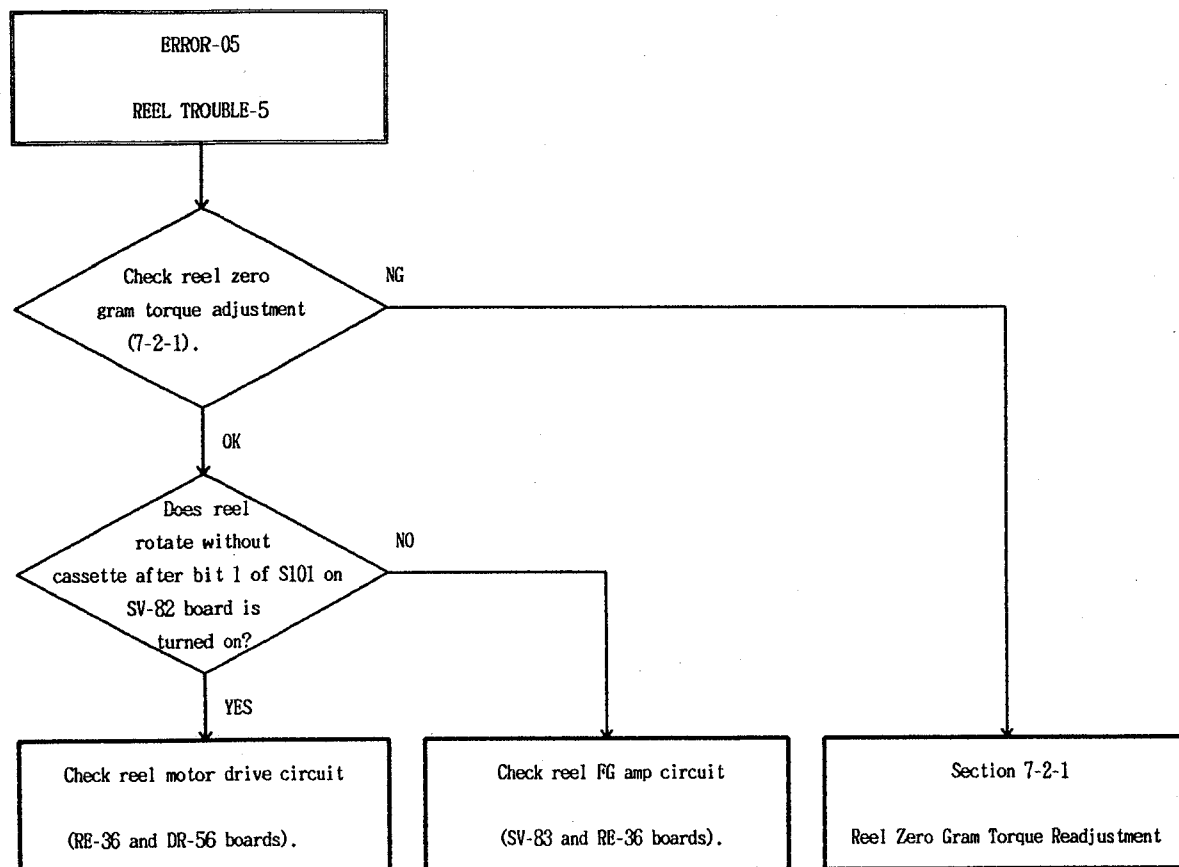 ERROR-05
REEL TROUBLE-5
Check reel zero
gram torque adjustment
(7-2-1).
NG
OK
Does reel
rotate without
cassette after bit 1 of S101 on
SV-82 board is
turned on?
NO
YES
Check reel motor drive circuit
(RE-36 and DR-56 boards).
Check reel FG amp circuit
(SV-83 and RE-36 boards).
Section 7-2-1
Reel Zero Gram Torque Readjustment